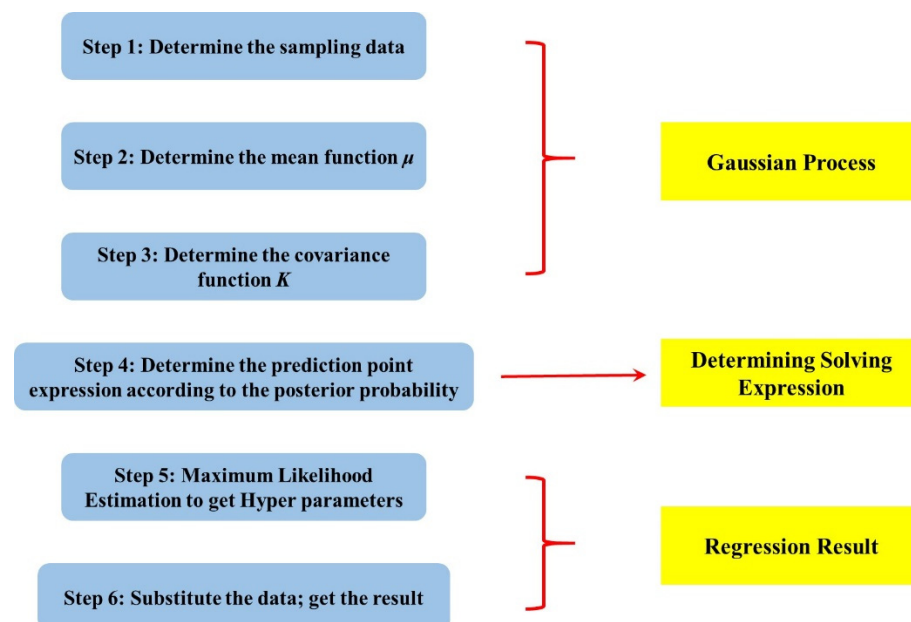 Step 1: Determine the sampling data
Step 2: Determine the mean function μ
Gaussian Process
Step 3: Determine the covariance
function K
Step 4: Determine the prediction point
expression according to the posterior probability
Determining Solving
Expression
Step 5: Maximum Likelihood
Estimation to get Hyper parameters
Regression Result
Step 6: Substitute the data; get the result